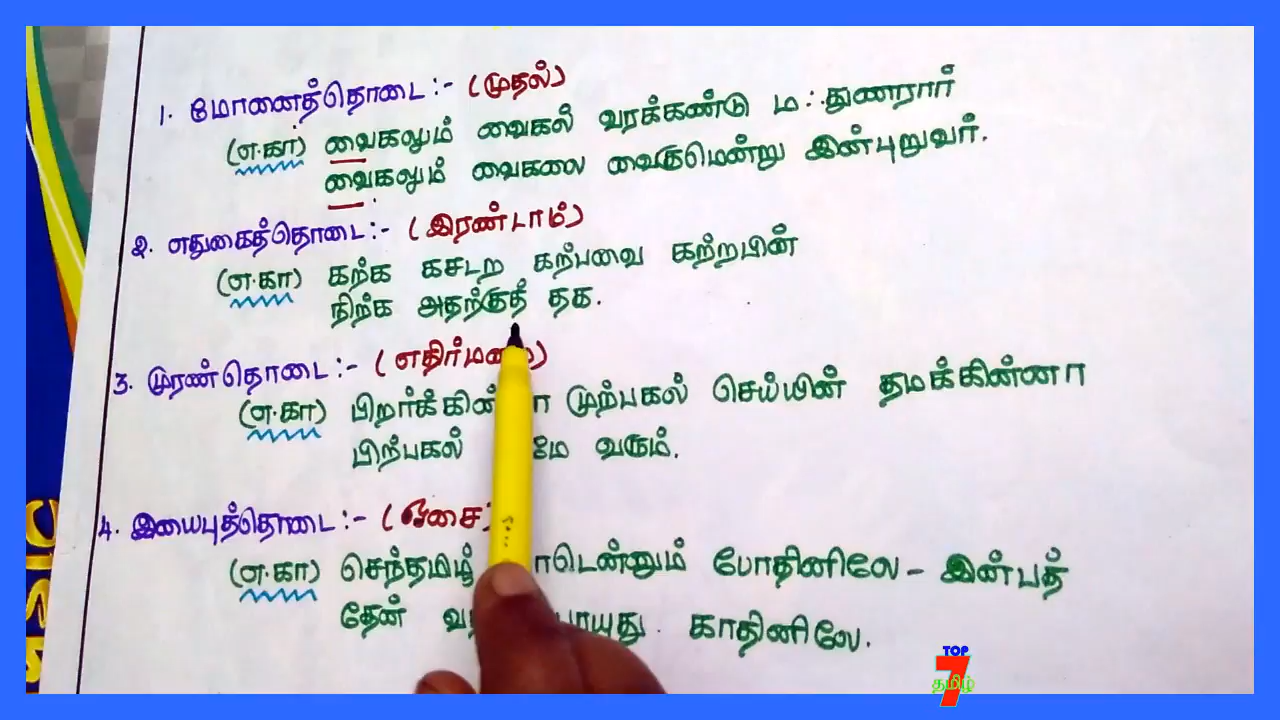 1. மோனைத்தொடை :- (முதல்)
(எ.கா) வைகலும் வைகல் வரக்கண்டு மஃதுணரார்
வைகலும் வைகலை வைகுமென்று இன்புறுவர்.
2. எதுகைத்தொடை :- (இரண்டாம்)
(எ.கா) கற்க கசடற கற்பவை கற்றபின்
நிற்க அதற்குத் தக.
3. முரண்தொடை :- (எதிர்
(எ.கா) முற்பகல் செய்யின் தமக்கின்னா
பிற்பகல் வரும்.
4. இயைபுத்தொடை :- (ஓசை)
(எ.கா) செந்தமிழ் போதினிலே - இன்பத்
தேன் காதினிலே.
TOP
7
தமிழ்